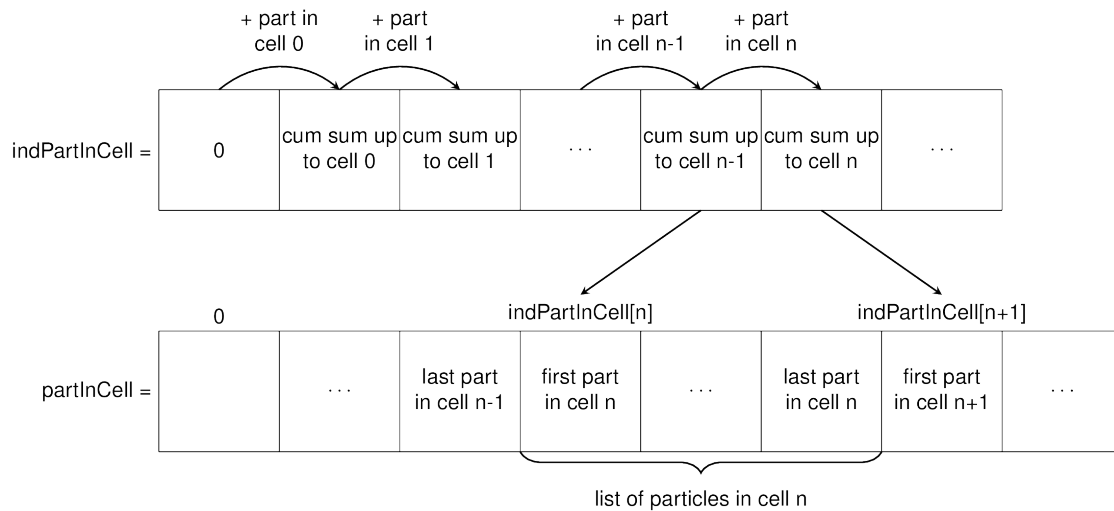 + part in
cell 0
+ part
in cell 1
+ part
in cell n-1
+ part
in cell n
indPartInCell =
0
cum sum up
to cell 0
cum sum up
to cell 1
. . .
cum sum up
to cell n-1
cum sum up
to cell n
. . .
0
indPartInCell[n]
indPartInCell[n+1]
partInCell =
. . .
last part
in cell n-1
first part
in cell n
. . .
last part
in cell n
first part
in cell n+1
. . .
list of particles in cell n